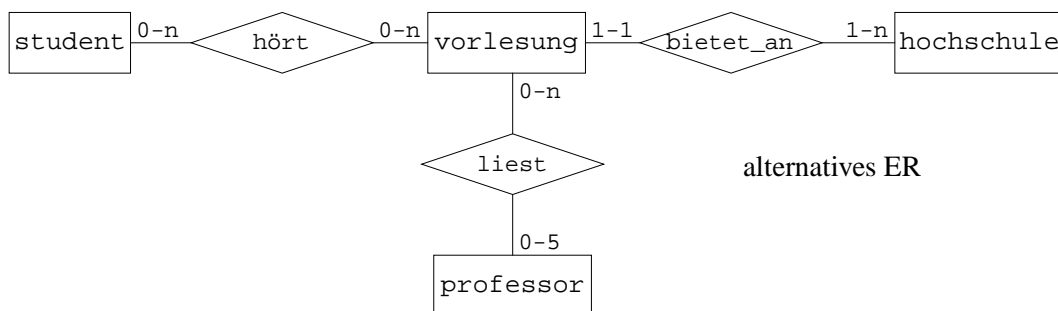 student 0-n hört 0-n vorlesung 1-1 bietet_an 1-n hochschule
0-n
liest
alternatives ER
0-5
professor